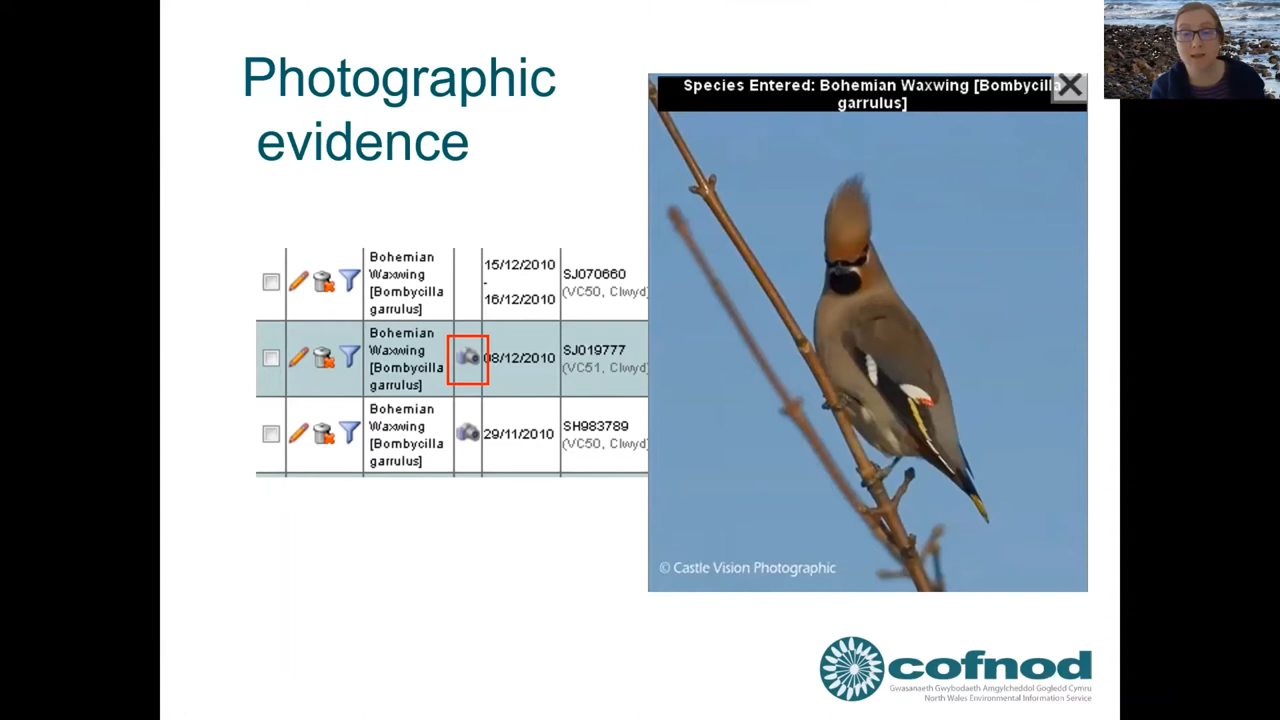 Photographic
evidence
Species Entered: Bohemian Waxwing [Bombycilla
garrulus]
Bohemian
Waxwing
[Bombycilla
garrulus]
15/12/2010
-
16/12/2010
SJ070660
(VC50, Clwyd)
Bohemian
Waxwing
[Bombycilla
garrulus]
08/12/2010
SJ019777
(VC51, Clwyd)
Bohemian
Waxwing
[Bombycilla
garrulus]
29/11/2010
SH983789
(VC50, Clwyd)
© Castle Vision Photographic
cofnod
Gwasanaeth Gwybodaeth Amgylcheddol Gogledd Cymru
North Wales Environmental Information Service